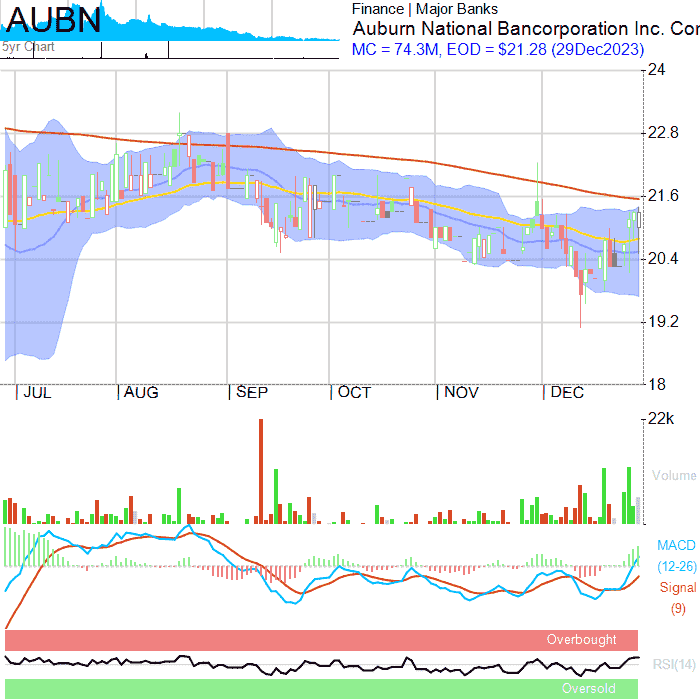 AUBN
5yr Chart
Finance | Major Banks
Auburn National Bancorporation Inc. Cor
MC = 74.3M, EOD = $21.28 (29Dec2023)
24
22.8
21.6
20.4
19.2
18
JUL AUG SEP OCT NOV DEC
22k
Volume
MACD
(12-26)
Signal
(9)
Overbought
RSI(14)
Oversold